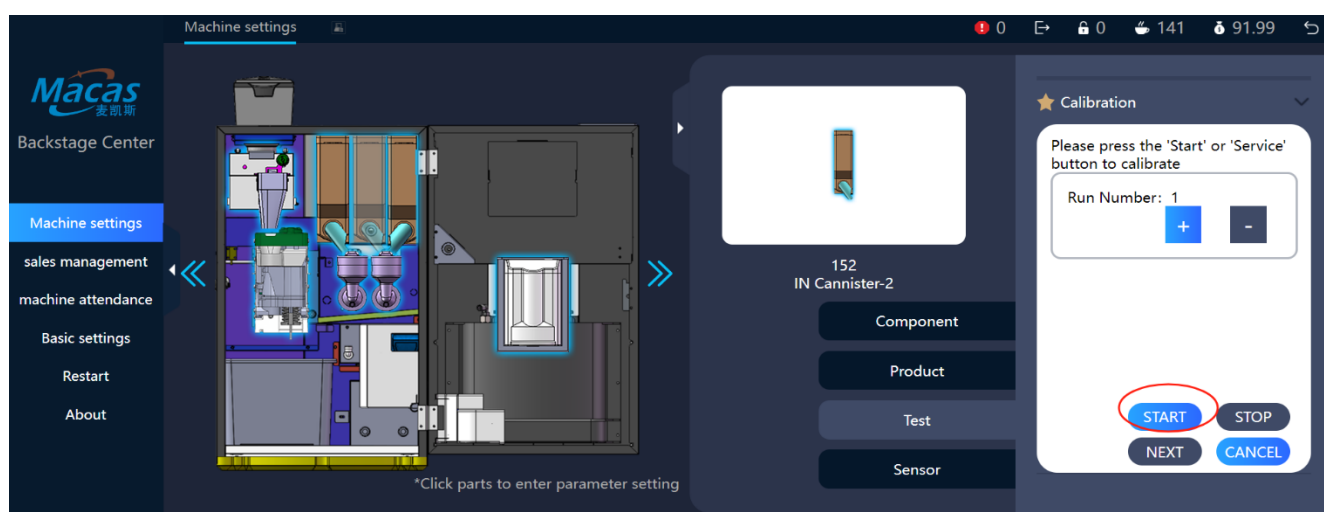 Machine settings
0
0
141
91.99
Macas
麦凯斯
Backstage Center
Machine settings
sales management
machine attendance
Basic settings
Restart
About
*Click parts to enter parameter setting
152
IN Cannister-2
Component
Product
Test
Sensor
Calibration
Please press the 'Start' or 'Service'
button to calibrate
Run Number: 1
+ -
START STOP
NEXT CANCEL